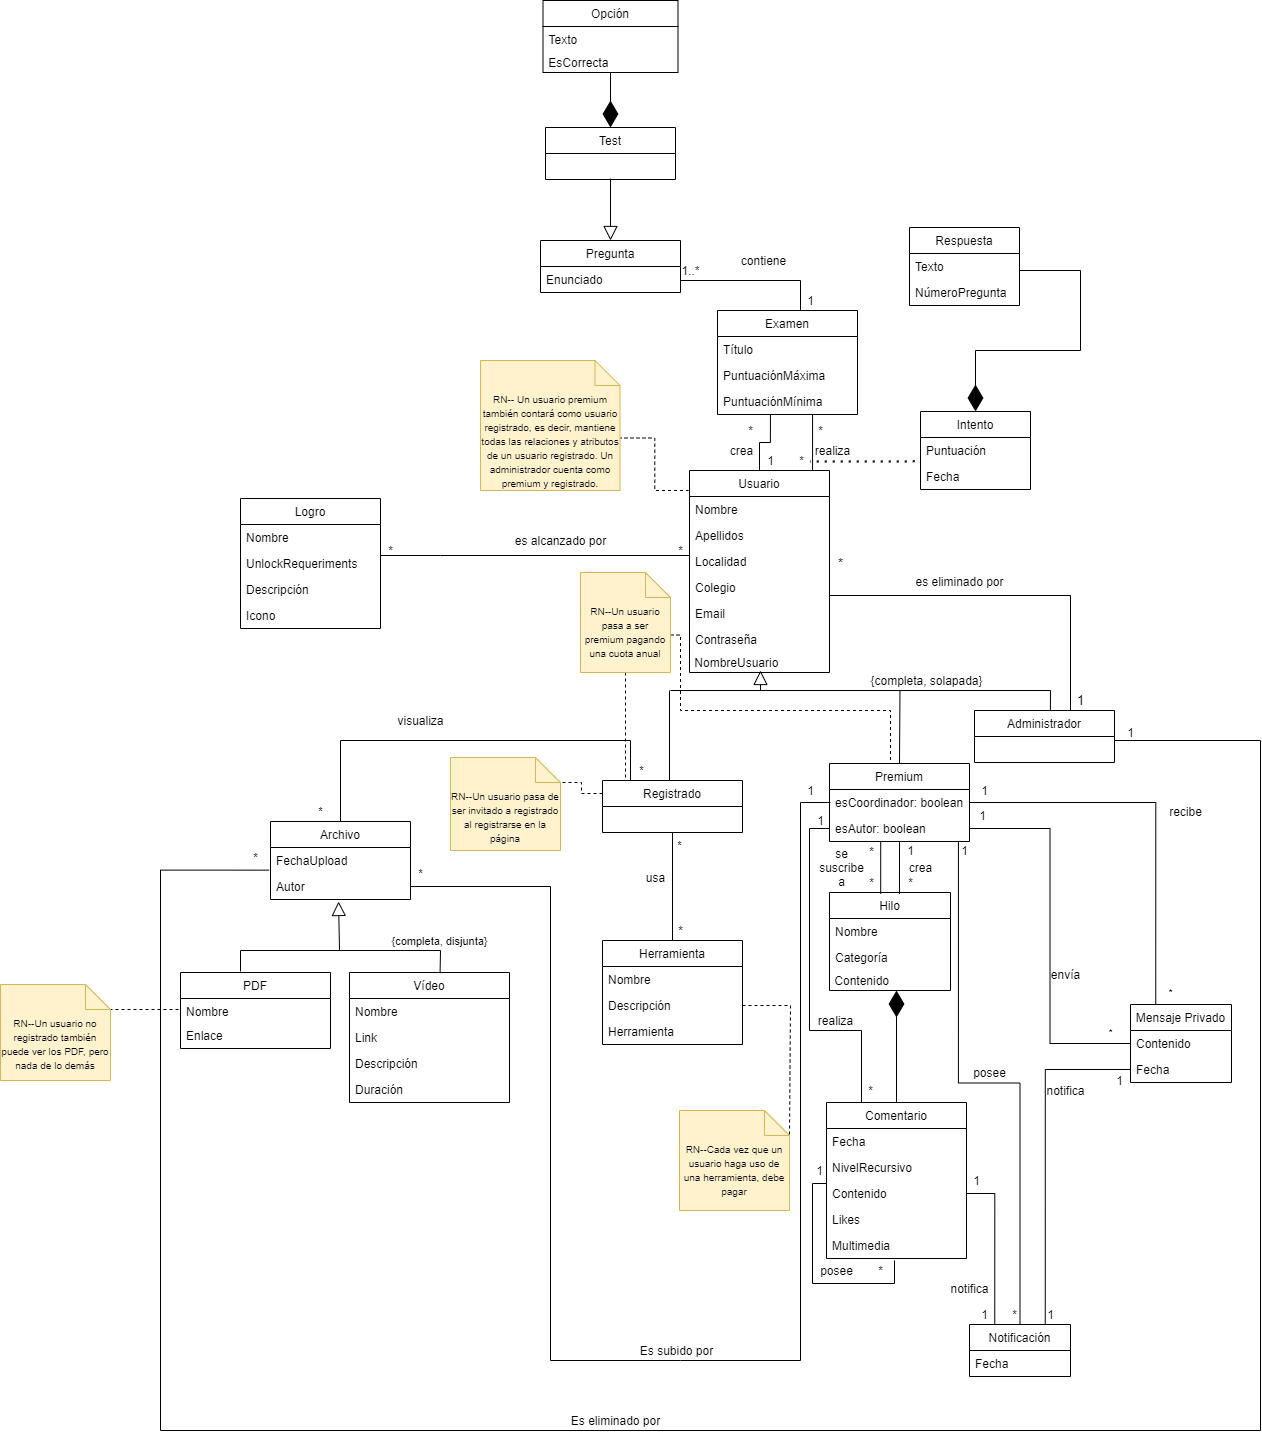 Opción
Texto
EsCorrecta
Test
Pregunta
Enunciado
1..*
contiene
1
Respuesta
Texto
NúmeroPregunta
Examen
Título
PuntuaciónMáxima
PuntuaciónMínima
RN-- Un usuario premium
también contará como usuario
registrado, es decir, mantiene
todas las relaciones y atributos
de un usuario registrado. Un
administrador cuenta como
premium y registrado.
*
*
crea
realiza
1
*
Intento
Puntuación
Fecha
Usuario
Nombre
Apellidos
Localidad
Colegio
Email
Contraseña
NombreUsuario
Logro
Nombre
UnlockRequeriments
Descripción
Icono
*
es alcanzado por
*
*
es eliminado por
1
RN--Un usuario
pasa a ser
premium pagando
una cuota anual
{completa, solapada}
Administrador
1
visualiza
*
*
RN--Un usuario pasa de
ser invitado a registrado
al registrarse en la
página
Registrado
Premium
esCoordinador: boolean
esAutor: boolean
1
1
1
1
recibe
Archivo
FechaUpload
Autor
*
*
*
usa
*
se
suscribe
a
*
*
1
crea
*
1
Hilo
Nombre
Categoría
Contenido
{completa, disjunta}
PDF
Nombre
Enlace
Vídeo
Nombre
Link
Descripción
Duración
RN--Un usuario no
registrado también
puede ver los PDF, pero
nada de lo demás
Herramienta
Nombre
Descripción
Herramienta
envía
*
*
Mensaje Privado
Contenido
Fecha
realiza
*
posee
1
notifica
Comentario
Fecha
NivelRecursivo
Contenido
Likes
Multimedia
RN--Cada vez que un
usuario haga uso de
una herramienta, debe
pagar
1
posee
*
1
notifica
1
*
1
Notificación
Fecha
Es subido por
Es eliminado por